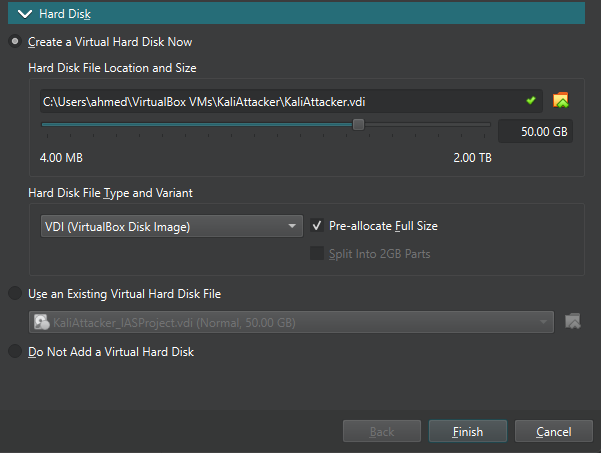 Hard Disk
Create a Virtual Hard Disk Now
Hard Disk File Location and Size
C:\Users\ahmed\VirtualBox VMs\KaliAttacker\KaliAttacker.vdi
50.00 GB
4.00 MB 2.00 TB
Hard Disk File Type and Variant
VDI (VirtualBox Disk Image) Pre-allocate Full Size
Split Into 2GB Parts
Use an Existing Virtual Hard Disk File
KaliAttacker_IASProject.vdi (Normal, 50.00 GB)
Do Not Add a Virtual Hard Disk
Back Finish Cancel